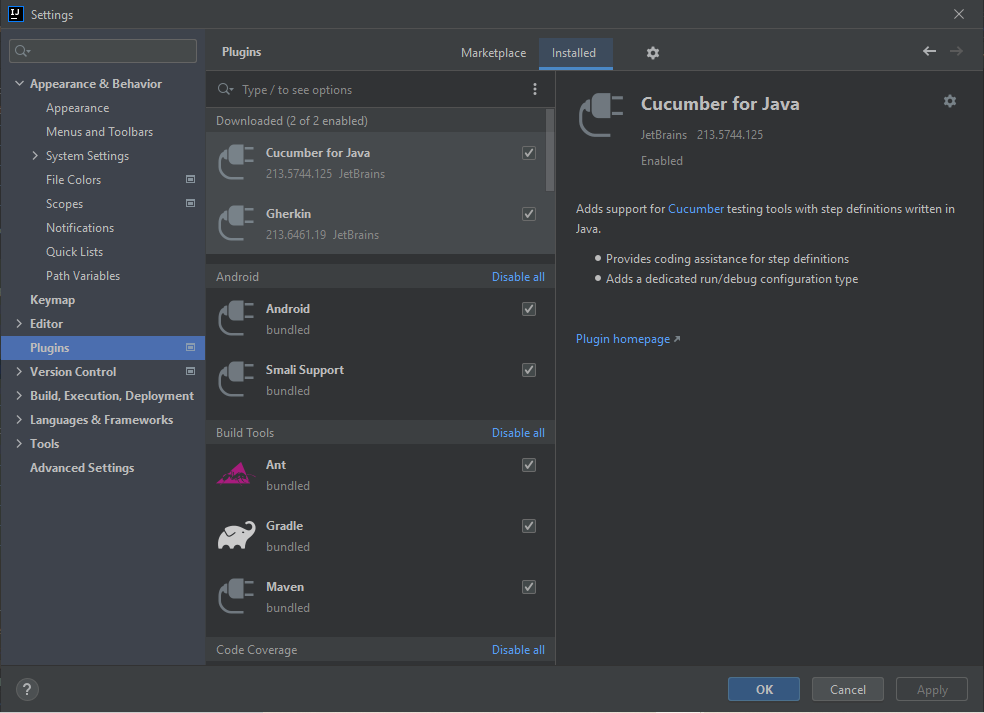 IJ
Settings
Appearance & Behavior
Appearance
Menus and Toolbars
System Settings
File Colors
Scopes
Notifications
Quick Lists
Path Variables
Keymap
Editor
Plugins
Version Control
Build, Execution, Deployment
Languages & Frameworks
Tools
Advanced Settings
Plugins
Marketplace
Installed
Type / to see options
Downloaded (2 of 2 enabled)
Cucumber for Java
213.5744.125 JetBrains
Gherkin
213.6461.19 JetBrains
Android
Disable all
Android
bundled
Smali Support
bundled
Build Tools
Disable all
Ant
bundled
Gradle
bundled
Maven
bundled
Code Coverage
Disable all
Cucumber for Java
JetBrains 213.5744.125
Enabled
Adds support for Cucumber testing tools with step definitions written in
Java.
Provides coding assistance for step definitions
Adds a dedicated run/debug configuration type
Plugin homepage ↗
?
OK
Cancel
Apply